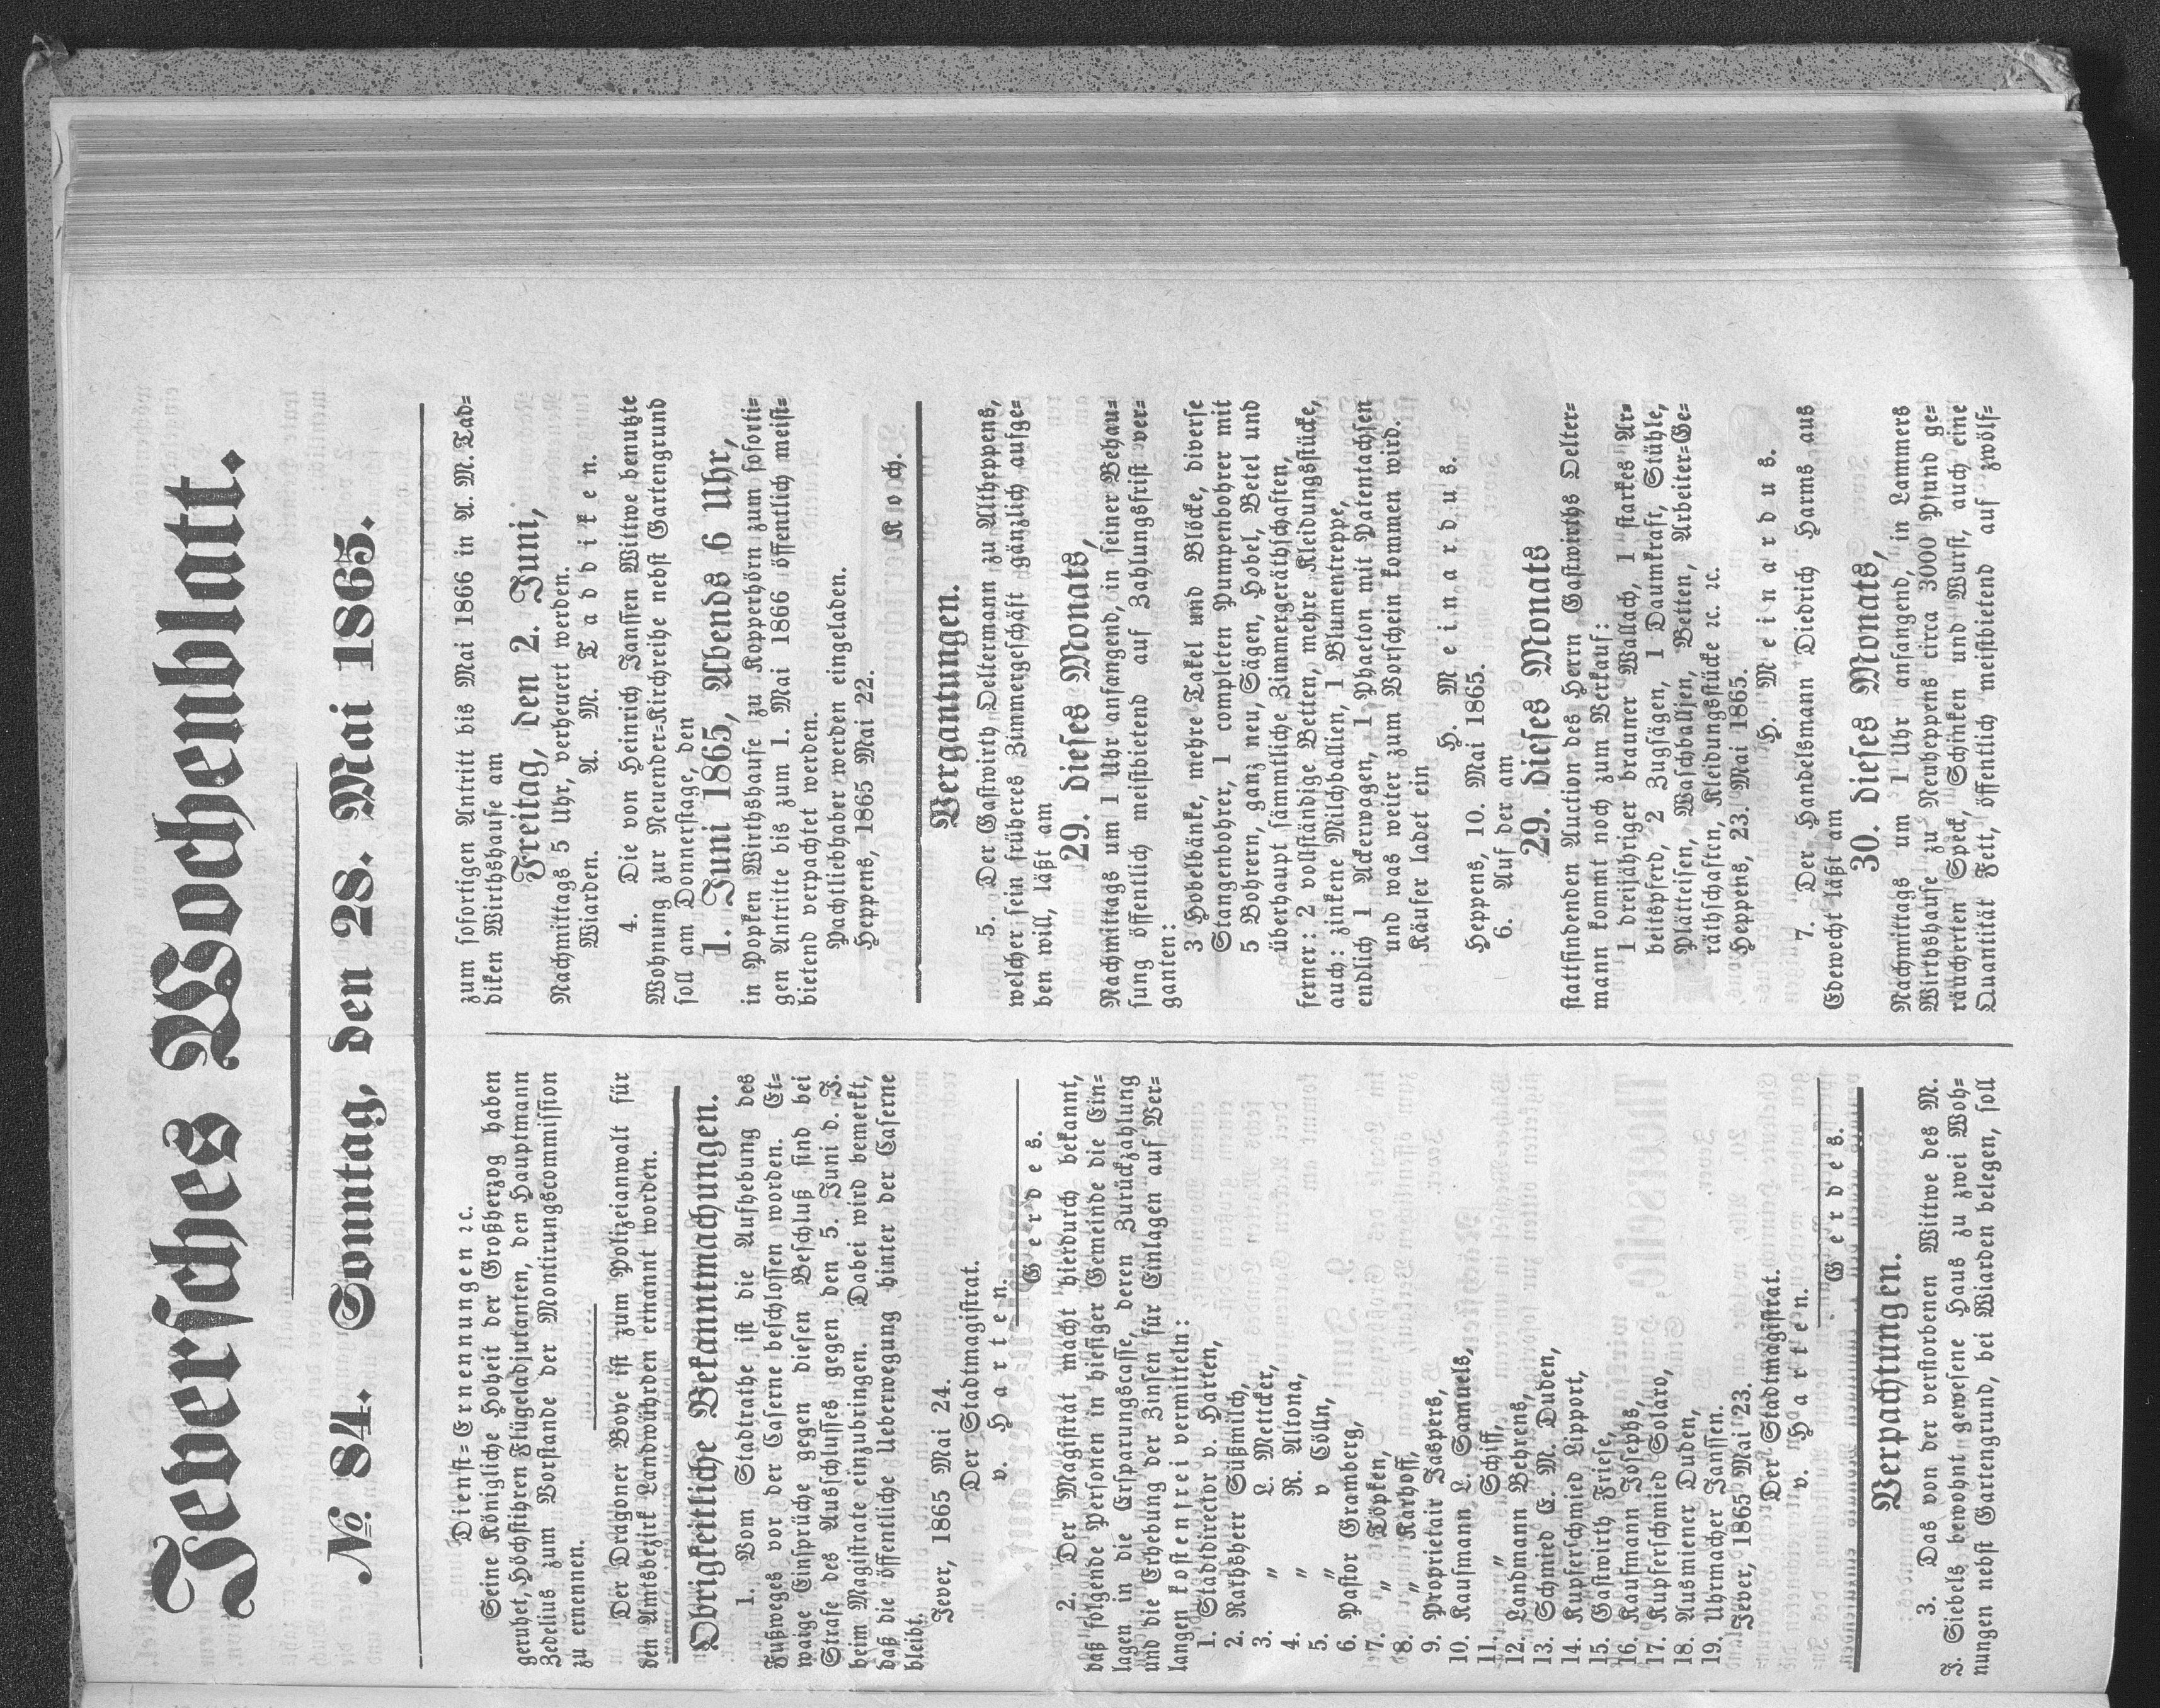 Jeversches Wochenblatt.
№ 84. Sonntag, den 28. Mai 1865.
Dienst=Ernennungen ꝛc.
Seine Königliche Hoheit der Großherzog haben
geruhet, Höchstihren Flügeladjutanten, den Hauptmann
Zedelius zum Vorstande der Montirungscommission
zu ernennen.
Der Dragoner Boye ist zum Polizeianwalt für
den Amtsbezirk Landwührden ernannt worden.
Obrigkeitliche Bekanntmachungen.
1. Vom Stadtrathe ist die Aufhebung des
Fußweges vor der Caserne beschlossen worden. Et=
waige Einsprüche gegen diesen Beschluß sind bei
Strafe des Ausschlusses gegen den 5. Juni d. J.
beim Magistrate einzubringen. Dabei wird bemerkt,
daß die öffentliche Ueberwegung hinter der Caserne
bleibt.
Jever, 1865 Mai 24.
Der Stadtmagistrat.
v. Harten.
Gerdes.
2. Der Magistrat macht hierdurch bekannt,
daß folgende Personen in hiesiger Gemeinde die Ein=
lagen in die Ersparungscasse, deren Zurückzahlung
und die Erhebung der Zinsen für Einlagen auf Ver=
langen kostenfrei vermitteln:
1. Stadtdirector v. Harten,
2. Rathsherr Süßmilch,
3. „ L. Mettcker,
4. „ R. Altona,
5. „ v. Cölln,
6. Pastor Gramberg,
7. „ Töpken,
8. „ Karhoff,
9. Proprietair Jaspers,
10. Kaufmann L. Samuels,
11. „ Schiff,
12. Landmann Behrens,
13. Schmied E. M. Duden,
14. Kupferschmied Lipport,
15. Gastwirth Friese,
16. Kaufmann Josephs,
17. Kupferschmied Solaro,
18. Ausmiener Duden,
19. Uhrmacher Janssen.
Jever, 1865 Mai 23.
Der Stadtmagistrat.
v. Harten.
Gerdes.
Verpachtungen.
3. Das von der verstorbenen Wittwe des M.
J. Siebels bewohnt gewesene Haus zu zwei Woh=
nungen nebst Gartengrund, bei Wiarden belegen, soll
zum sofortigen Antritt bis Mai 1866 in A. M. Tad=
diken Wirthshause am
Freitag, den 2. Juni,
Nachmittags 5 Uhr, verheuert werden.
Wiarden. A. M. Taddiken.
4. Die von Heinrich Janssen Wittwe benutzte
Wohnung zur Neuender=Kirchreihe nebst Gartengrund
soll am Donnerstage, den
1. Juni 1865, Abends 6 Uhr,
in Popken Wirthshause zu Kopperhörn zum soforti=
gen Antritte bis zum 1. Mai 1866 öffentlich meist=
bietend verpachtet werden.
Pachtliebhaber werden eingeladen.
Heppens, 1865 Mai 22.
Koch.
Vergantungen.
5. Der Gastwirth Oeltermann zu Altheppens,
welcher sein früheres Zimmergeschäft gänzlich aufge=
ben will, läßt am
29. dieses Monats,
Nachmittags um 1 Uhr anfangend, in seiner Behau=
sung öffentlich meistbietend auf Zahlungsfrist ver=
ganten:
3 Hobelbänke, mehre Takel und Blöcke, diverse
Stangenbohrer, 1 completen Pumpenbohrer mit
5 Bohrern, ganz neu, Sägen, Hobel, Betel und
überhaupt sämmtliche Zimmergeräthschaften,
ferner: 2 vollständige Betten, mehre Kleidungsstücke,
auch: zinkene Milchballien, 1 Blumentreppe,
endlich 1 Ackerwagen, 1 Phaeton mit Patentachsen
und was weiter zum Vorschein kommen wird.
Käufer ladet ein
H. Meinardus.
Heppens, 10. Mai 1865.
6. Auf der am
29. dieses Monats
stattfindenden Auction des Herrn Gastwirths Oelter=
mann kommt noch zum Verkauf:
1 dreijähriger brauner Wallach, 1 starkes Ar=
beitspferd, 2 Zugsägen, 1 Daumkraft, Stühle,
Plätteisen, Waschballjen, Betten, Arbeiter=Ge=
räthschaften, Kleidungsstücke ꝛc. ꝛc.
Heppens, 23. Mai 1865.
H. Meinardus.
7. Der Handelsmann Diedrich Harms aus
Edewecht läßt am
30. dieses Monats,
Nachmittags um 1 Uhr anfangend, in Lammers
Wirthshause zu Neuheppens circa 3000 Pfund ge=
räucherten Speck, Schinken und Wurst, auch eine
Quantität Fett, öffentlich meistbietend auf zwölf=